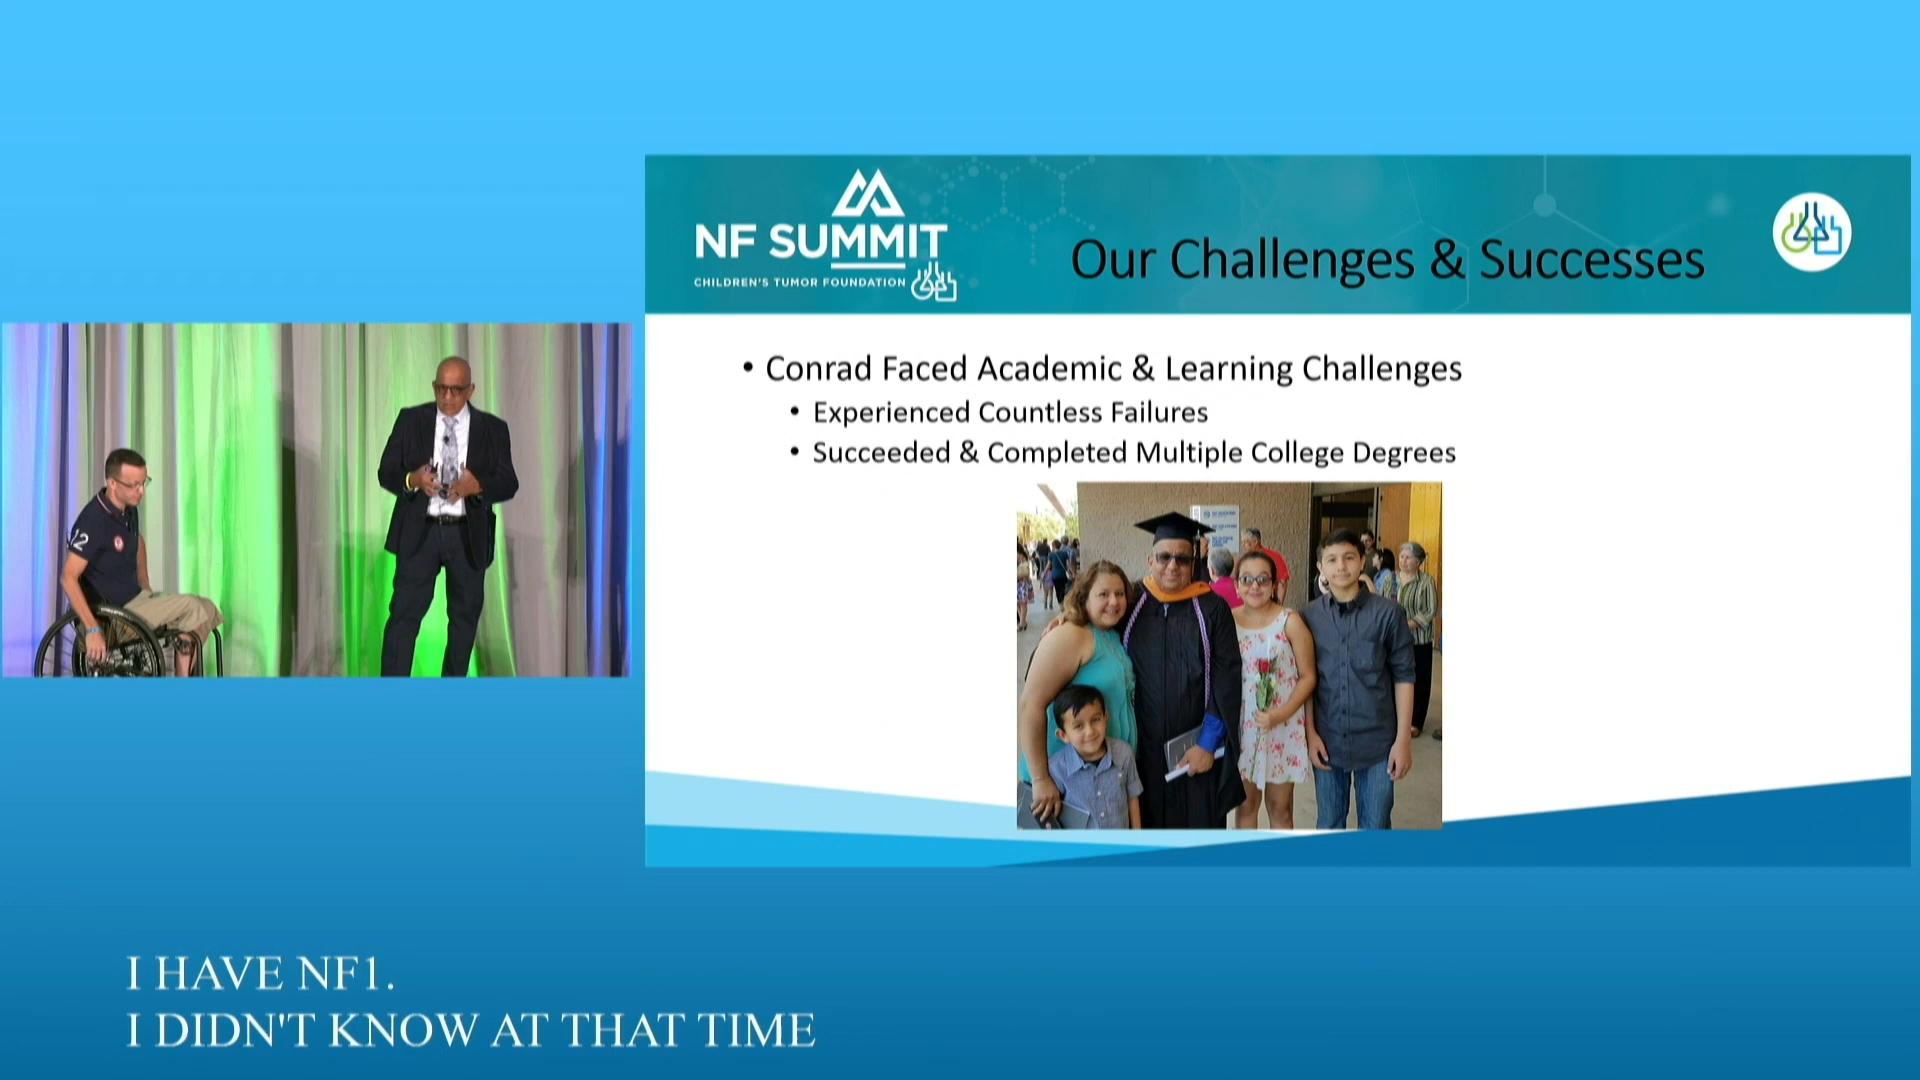 NF SUMMIT
CHILDREN'S TUMOR FOUNDATION
Our Challenges & Successes
• Conrad Faced Academic & Learning Challenges
• Experienced Countless Failures
• Succeeded & Completed Multiple College Degrees
/2
I HAVE NF1.
I DIDN'T KNOW AT THAT TIME